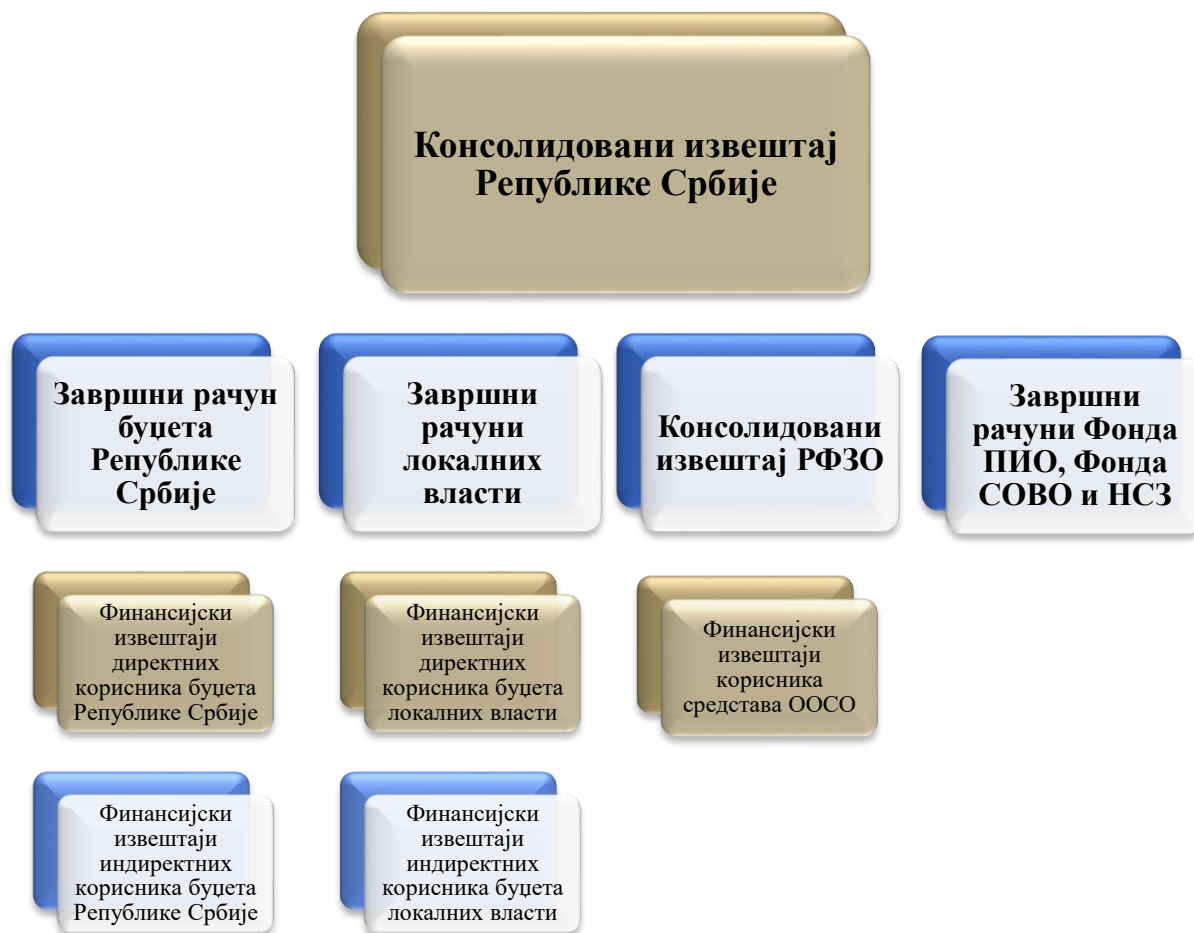 Консолидовани извештај
Републике Србије
Завршни рачун
буџета
Републике
Србије
Завршни
рачуни
локалних
власти
Консолидовани
извештај РФЗО
Завршни
рачуни Фонда
ПИО, Фонда
СОВО и НСЗ
Финансијски
извештаји
директних
корисника буџета
Републике Србије
Финансијски
извештаји
директних
корисника буџета
локалних власти
Финансијски
извештаји
корисника
средстава ООСО
Финансијски
извештаји
индиректних
корисника буџета
Републике Србије
Финансијски
извештаји
индиректних
корисника буџета
локалних власти